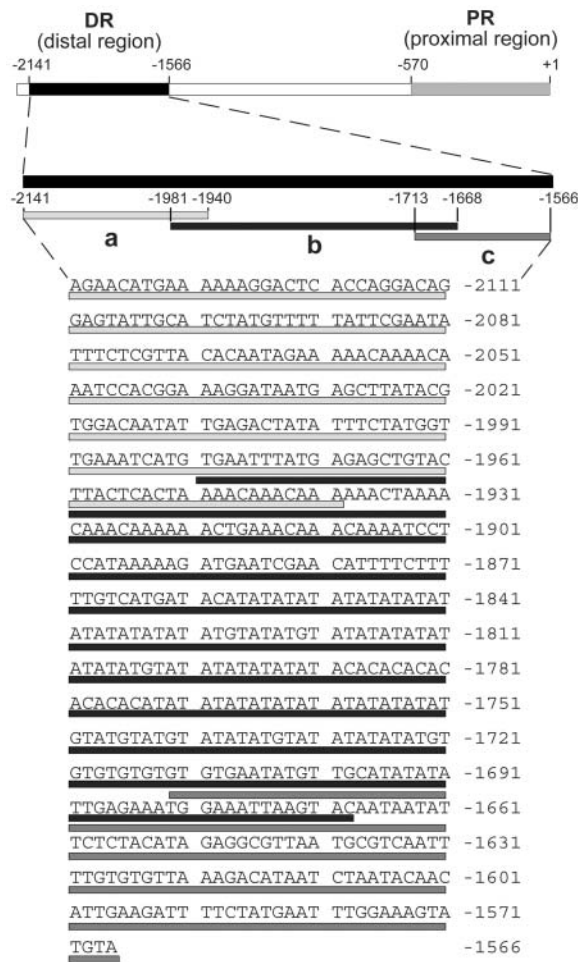 DR PR
(distal region) (proximal region)
-2141 -1566 -570 +1
-2141 -1981 -1940 -1713 -1668 -1566
a b c
AGAACATGAA AAAAGGACTC ACCAGGACAG -2111
GAGTATTGCA TCTATGTTTT TATTCGAATA -2081
TTTCTCGTTA CACAATAGAA AAACAAAACA -2051
AATCCACGGA AAGGATAATG AGCTTATACG -2021
TGGACAATAT TGAGACTATA TTTCTATGGT -1991
TGAAATCATG TGAATTTATG AGAGCTGTAC -1961
TTACTCACTA AAACAAACAA AAAACTAAAA -1931
CAAACAAAAA ACTGAAACAA ACAAAATCCT -1901
CCATAAAAAG ATGAATCGAA CATTTTCTTT -1871
TTGTCATGAT ACATATATAT ATATATATAT -1841
ATATATATAT ATGTATATGT ATATATATAT -1811
ATATATGTAT ATATATATAT ACACACACAC -1781
ACACACATAT ATATATATAT ATATATATAT -1751
GTATGTATGT ATATATGTAT ATATATATGT -1721
GTGTGTGTGT GTGAATATGT TGCATATATA -1691
TTGAGAAATG GAAATTAAGT ACAATAATAT -1661
TCTCTACATA GAGGCGTTAA TGCGTCAATT -1631
TTGTGTGTTA AAGACATAAT CTAATACAAC -1601
ATTGAAGATT TTCTATGAAT TTGGAAAGTA -1571
TGTA -1566